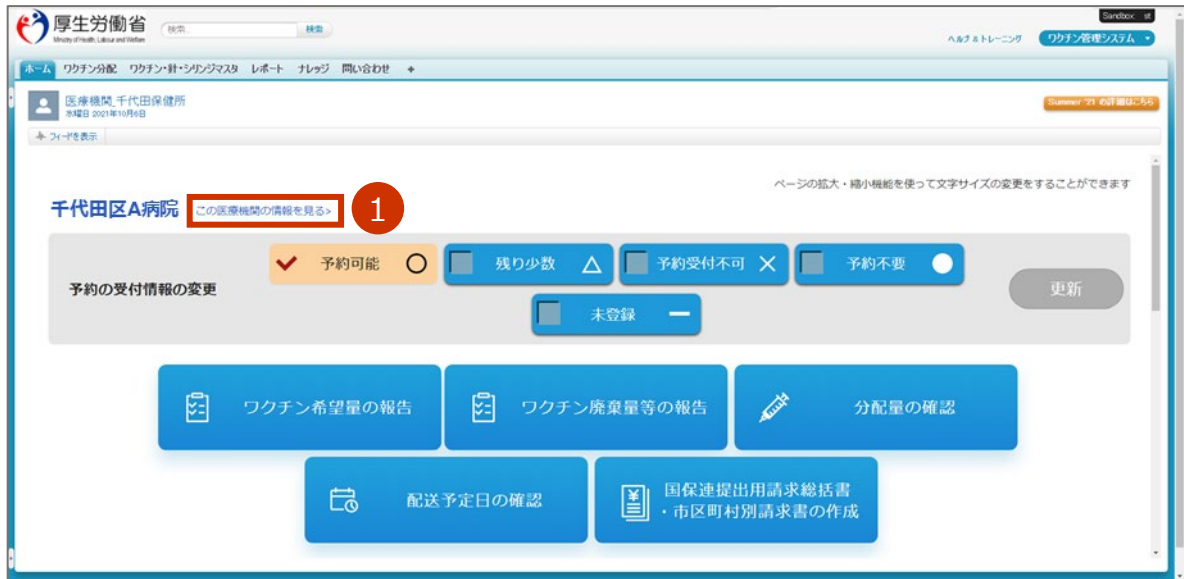 Sandbox st
厚生労働省
Ministry of Health, Labour and Welfare
検索...
検索
ヘルプ & トレーニング
ワクチン管理システム
ホーム ワクチン分配 ワクチン・針・シリンジマスタ レポート ナレッジ 問い合わせ +
医療機関_千代田保健所
水曜日 2021年10月6日
Summer '21 の詳細はこちら
フィードを表示
ページの拡大・縮小機能を使って文字サイズの変更をすることができます
千代田区A病院 この医療機関の情報を見る> 1
予約の受付情報の変更
予約可能
残り少数
予約受付不可
予約不要
未登録
更新
ワクチン希望量の報告
ワクチン廃棄量等の報告
分配量の確認
配送予定日の確認
国保連提出用請求総括書
・市区町村別請求書の作成